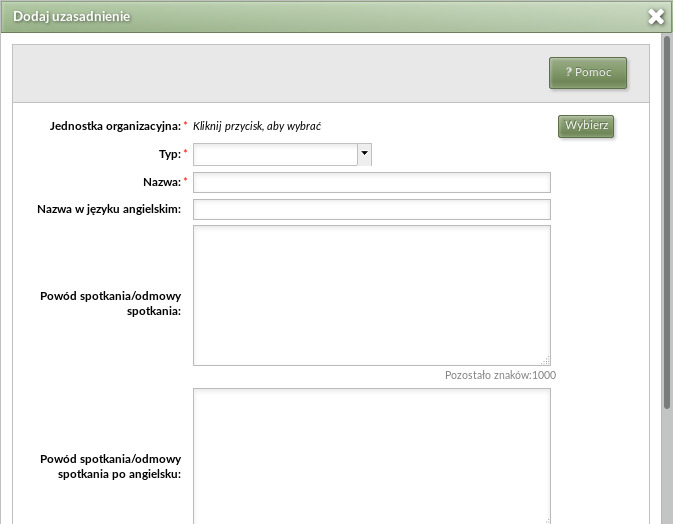 Dodaj uzasadnienie
? Pomoc
Jednostka organizacyjna: * Kliknij przycisk, aby wybrać Wybierz
Typ: *
Nazwa: *
Nazwa w języku angielskim:
Powód spotkania/odmowy
spotkania:
Pozostało znaków:1000
Powód spotkania/odmowy
spotkania po angielsku: